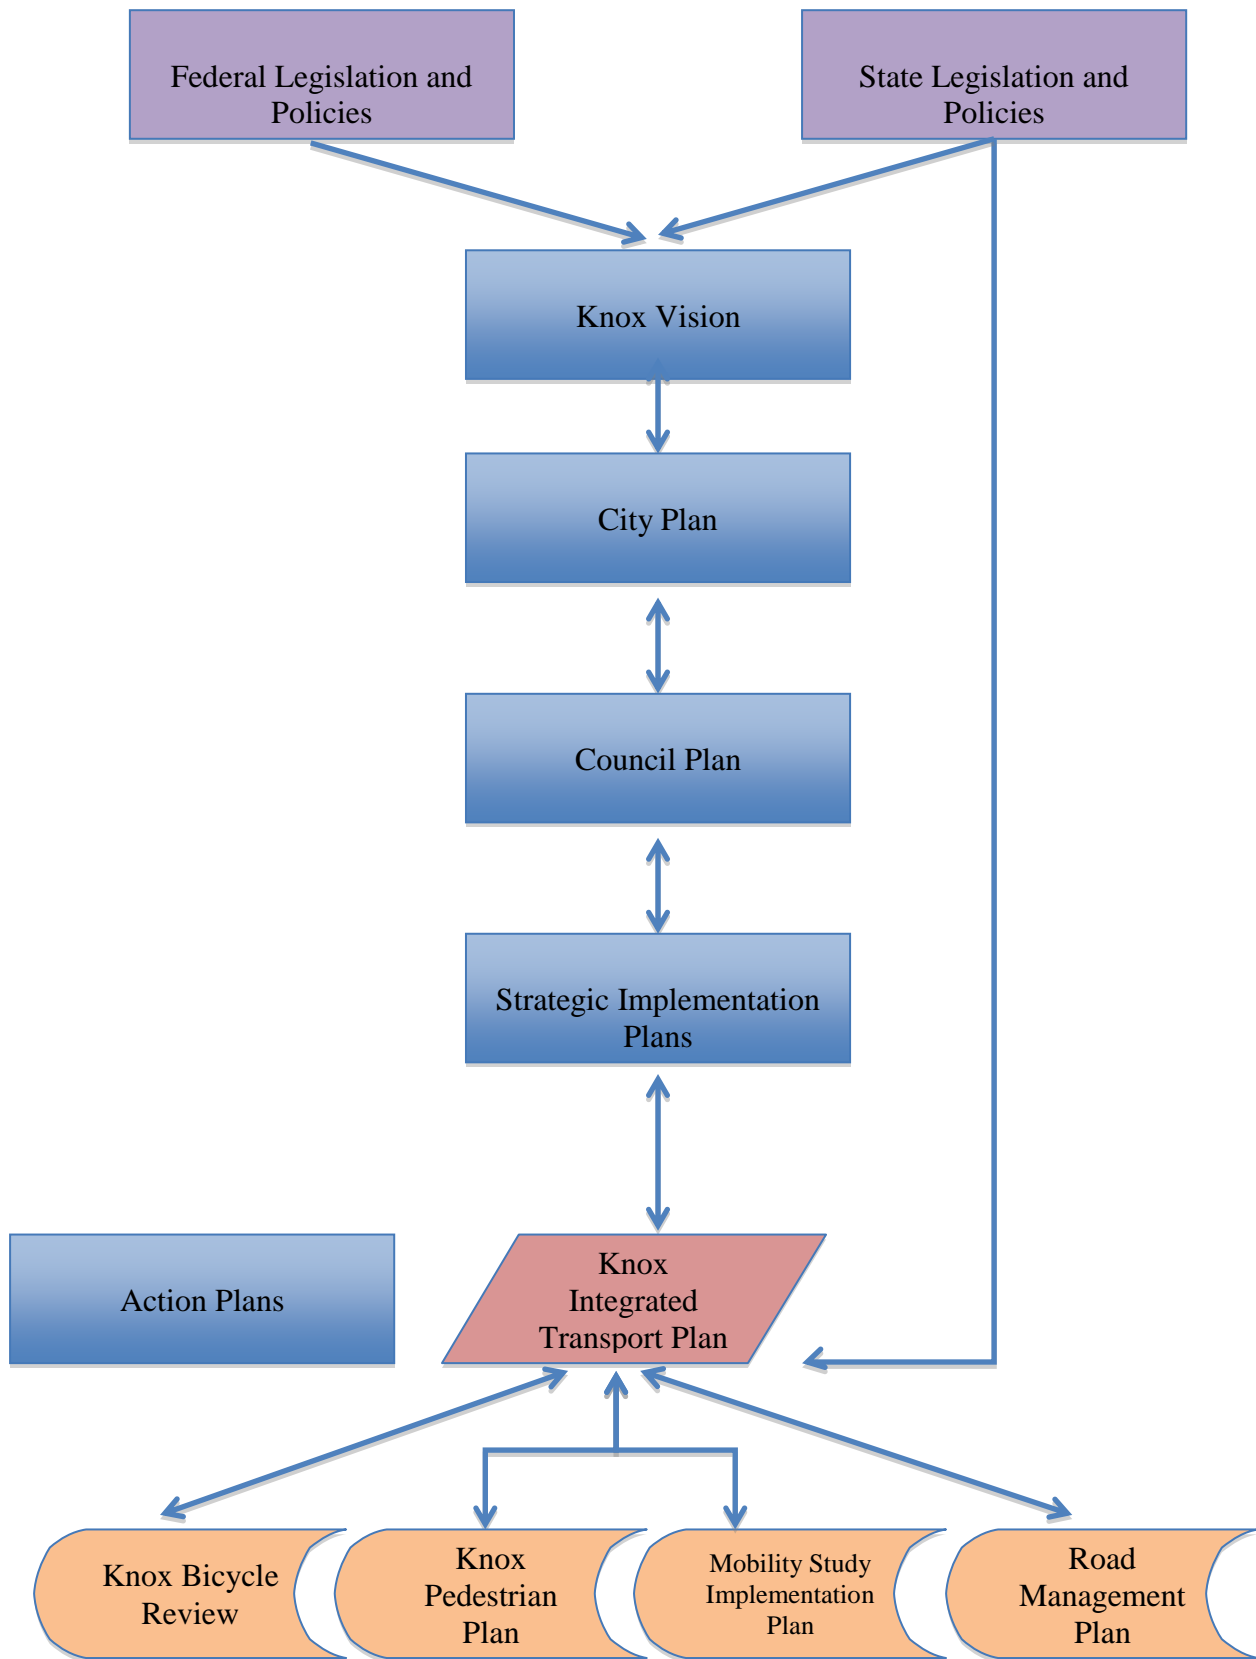 Federal Legislation and
Policies
State Legislation and
Policies
Knox Vision
City Plan
Council Plan
Strategic Implementation
Plans
Action Plans
Knox
Integrated
Transport Plan
Knox Bicycle
Review
Knox
Pedestrian
Plan
Mobility Study
Implementation
Plan
Road
Management
Plan